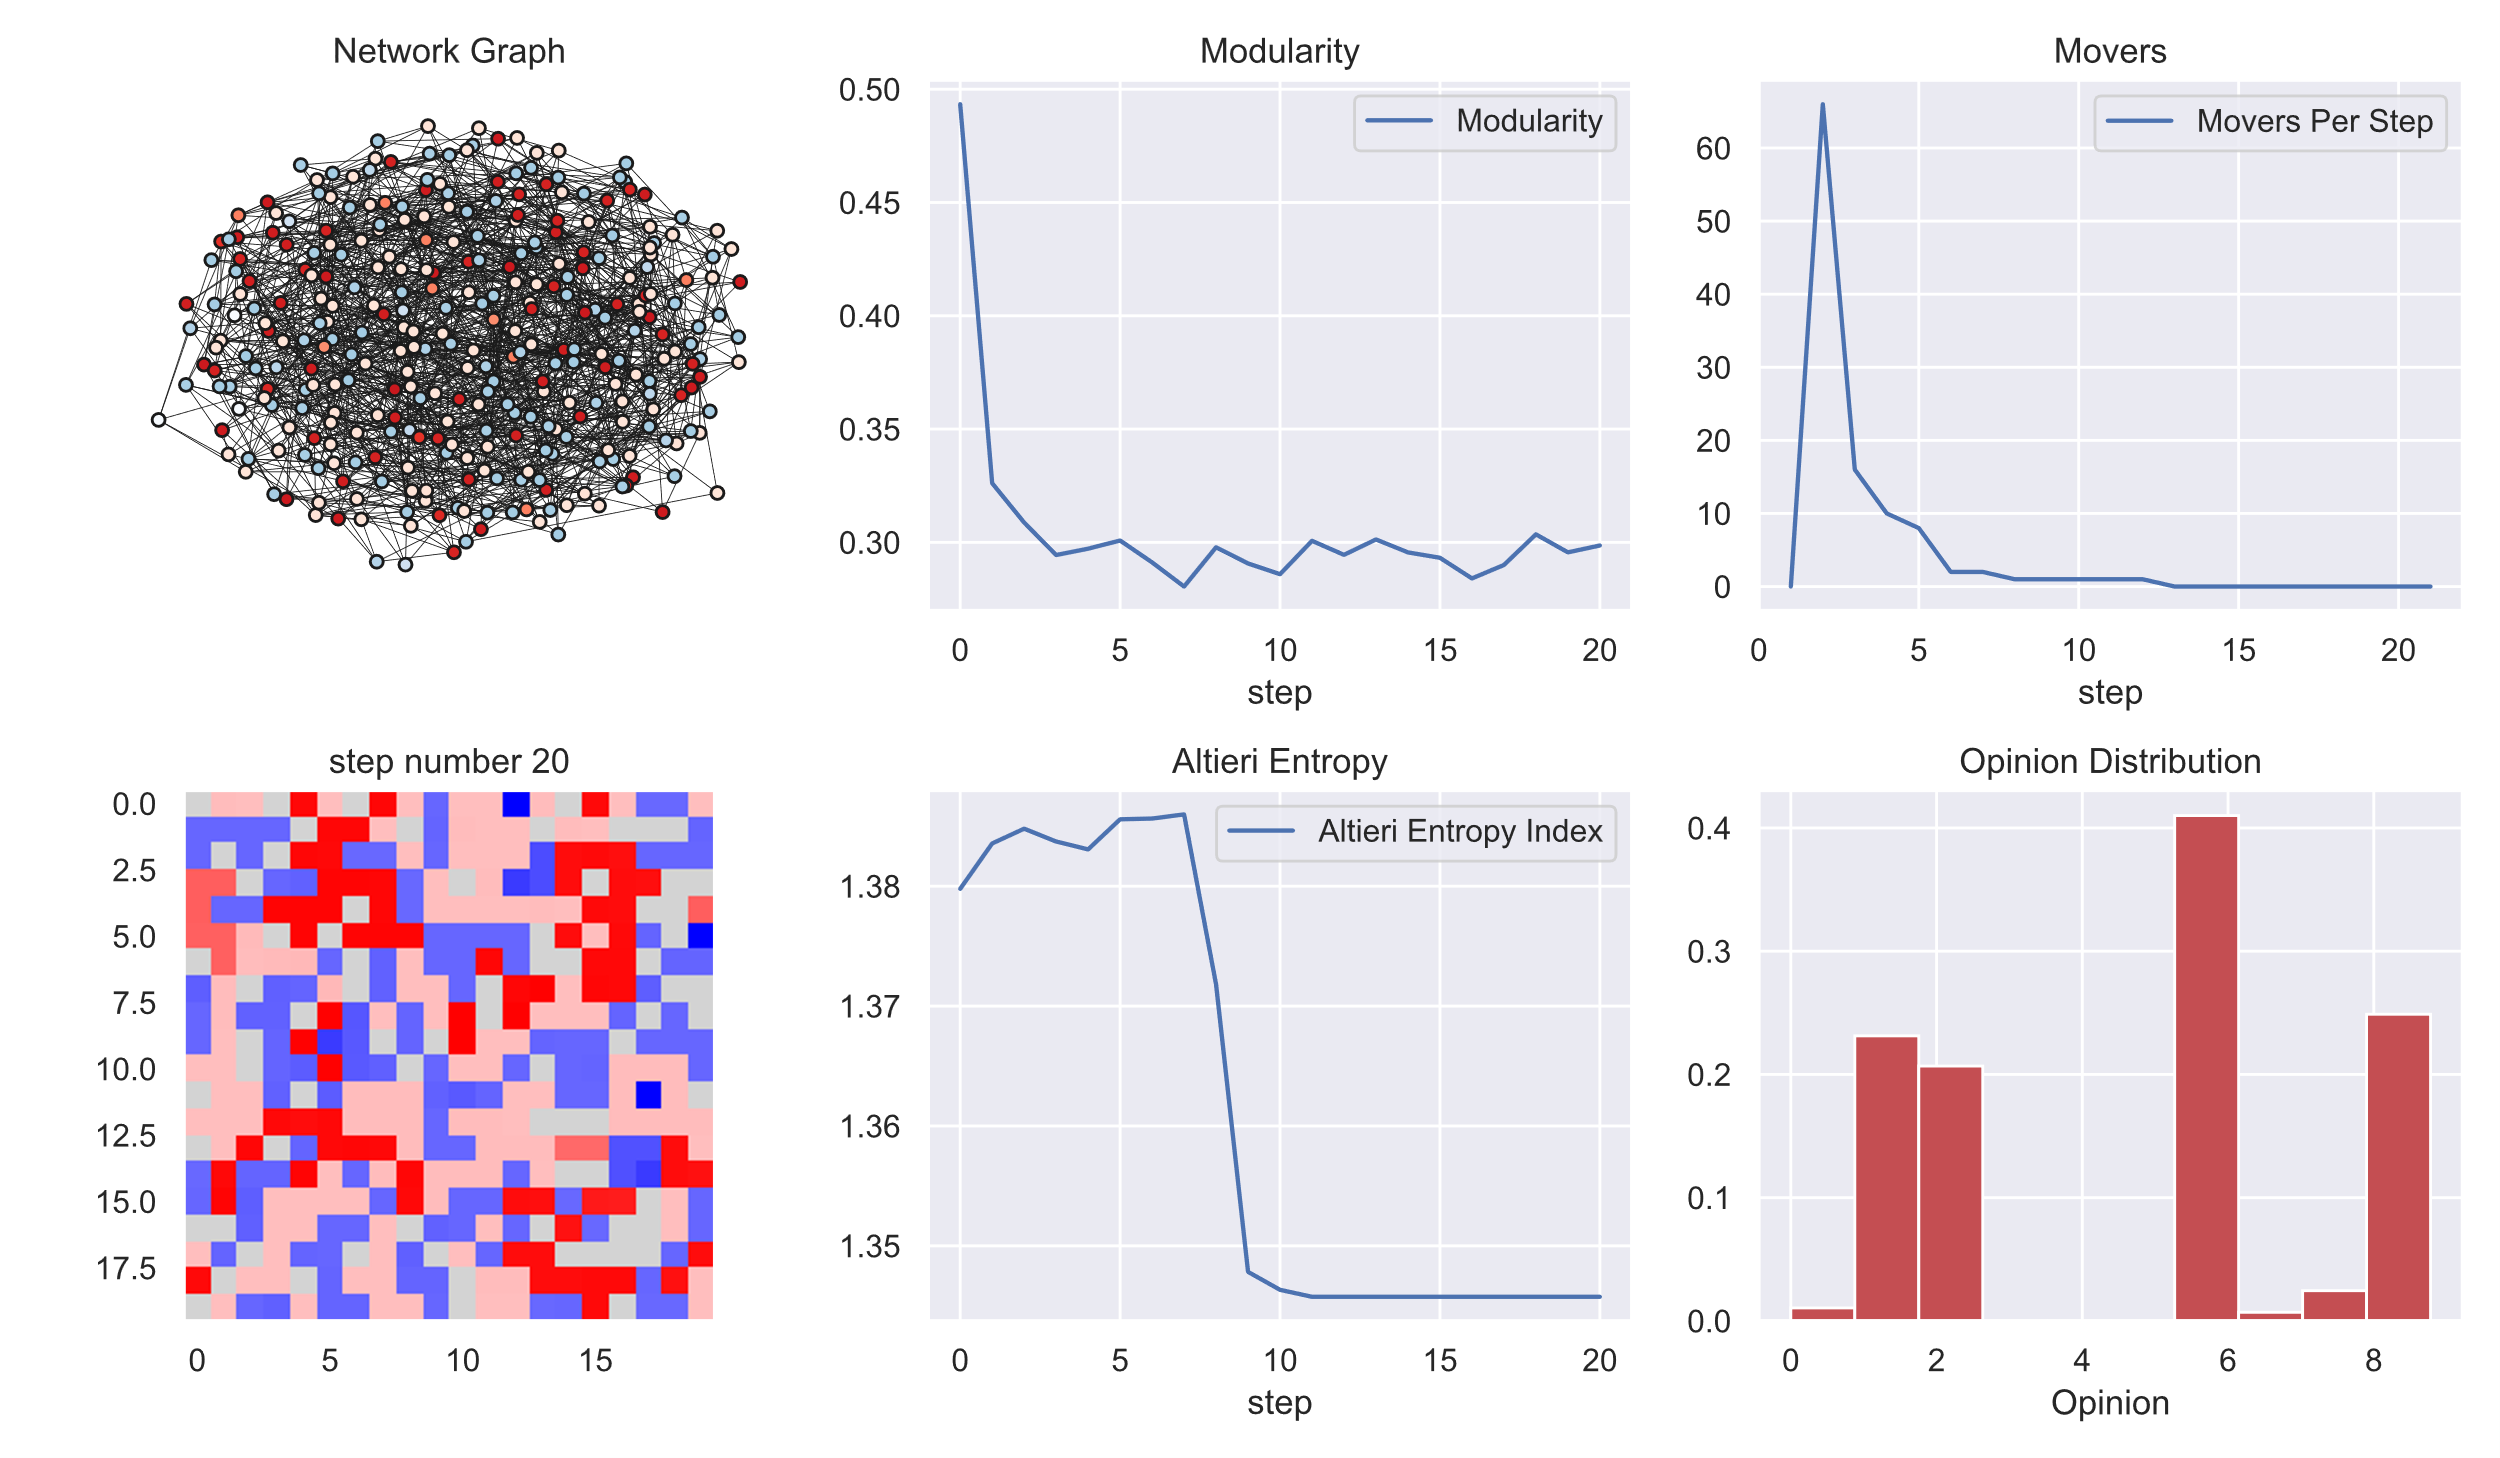 Network Graph
Modularity
0.50
0.45
0.40
0.35
0.30
Modularity
0 5 10 15 20
step
Movers
60
50
40
30
20
10
0
Movers Per Step
0 5 10 15 20
step
step number 20
0.0
2.5
5.0
7.5
10.0
12.5
15.0
17.5
0 5 10 15
Altieri Entropy
1.38
1.37
1.36
1.35
Altieri Entropy Index
0 5 10 15 20
step
Opinion Distribution
0.4
0.3
0.2
0.1
0.0
0 2 4 6 8
Opinion